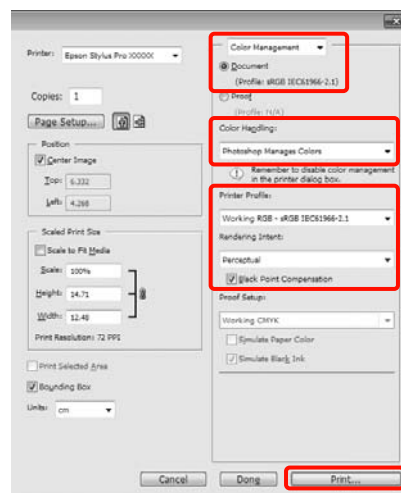 Printer: Epson Stylus Pro XXXXX
Copies: 1
Page Setup...
Position
Center Image
Top: 6.332
Left: 4.268
Scaled Print Size
Scale to Fit Media
Scale: 100%
Height: 14.71
Width: 12.48
Print Resolution: 72 PPI
Print Selected Area
Bounding Box
Units: cm
Color Management
Document
(Profile: sRGB IEC61966-2.1)
Proof
(Profile: N/A)
Color Handling:
Photoshop Manages Colors
Remember to disable color management
in the printer dialog box.
Printer Profile:
Working RGB - sRGB IEC61966-2.1
Rendering Intent:
Perceptual
Black Point Compensation
Proof Setup:
Working CMYK
Simulate Paper Color
Simulate Black Ink
Cancel
Done
Print...